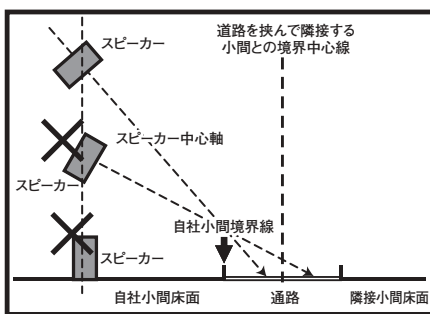 スピーカー
道路を挟んで隣接する
小間との境界中心線
スピーカー中心軸
スピーカー
自社小間境界線
スピーカー
自社小間床面
通路
隣接小間床面